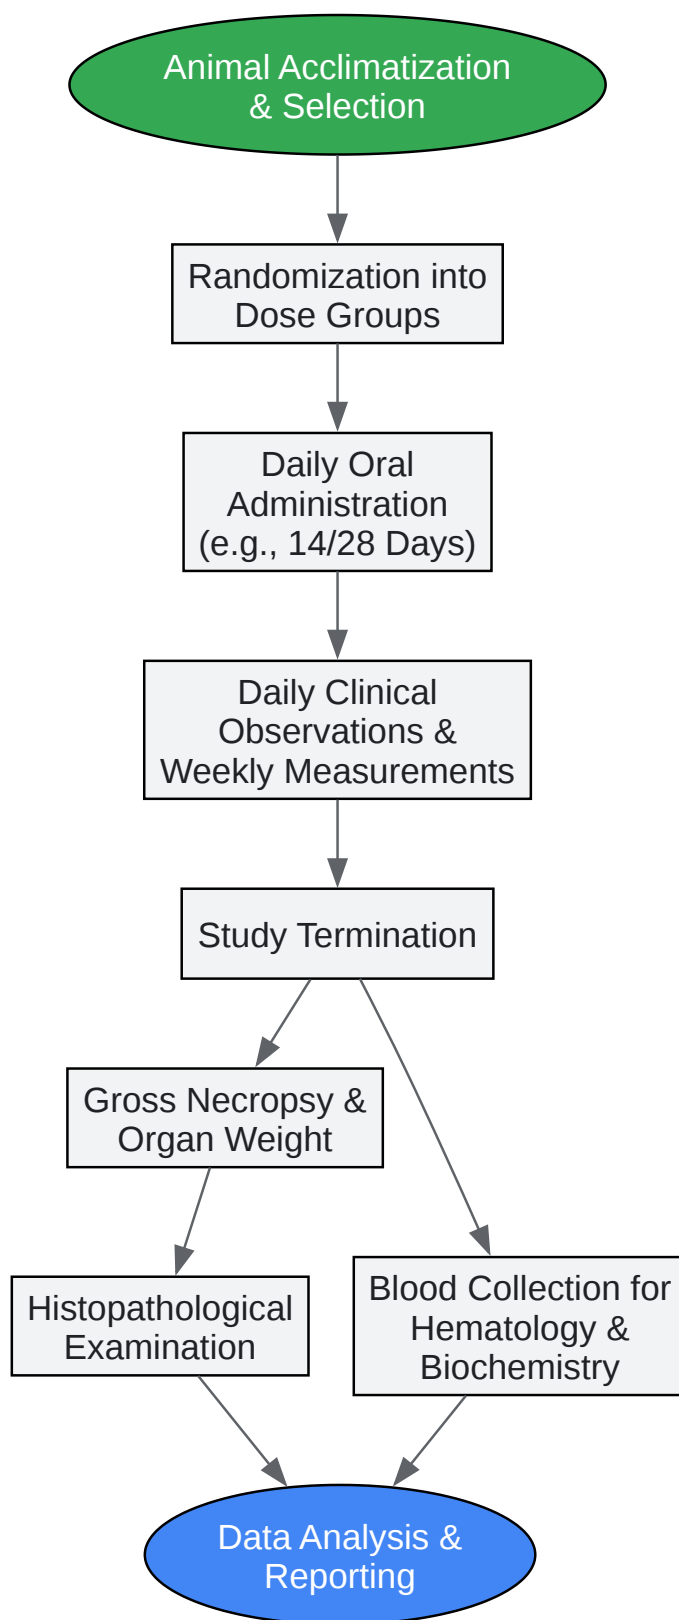 Animal Acclimatization
& Selection
Randomization into
Dose Groups
Daily Oral
Administration
(e.g., 14/28 Days)
Daily Clinical
Observations &
Weekly Measurements
Study Termination
Gross Necropsy &
Organ Weight
Histopathological
Examination
Blood Collection for
Hematology &
Biochemistry
Data Analysis &
Reporting